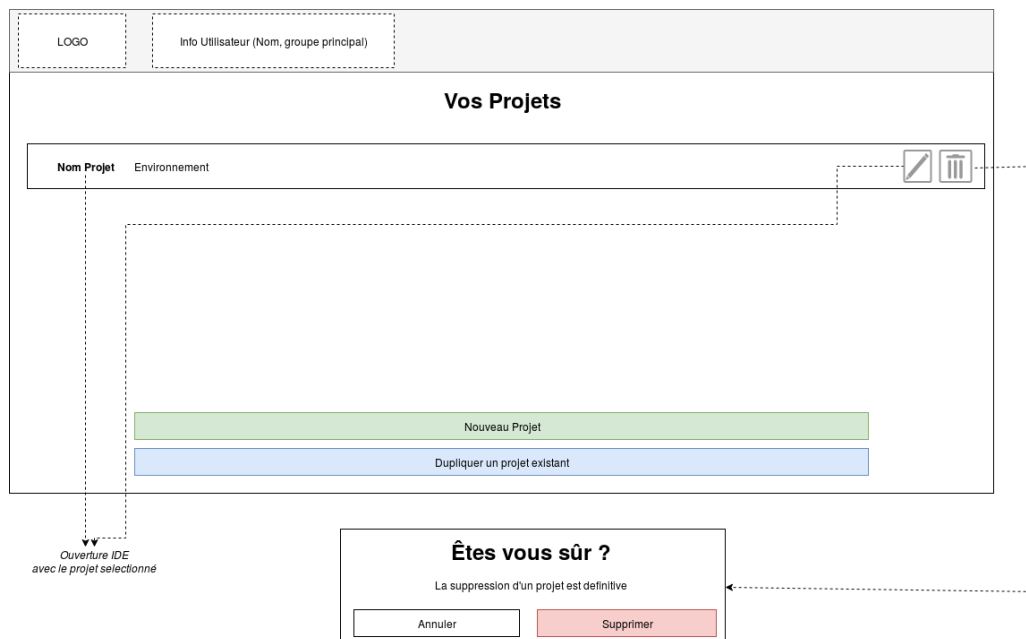 LOGO
Info Utilisateur (Nom, groupe principal)
Vos Projets
Nom Projet Environnement
Nouveau Projet
Dupliquer un projet existant
Ouverture IDE
avec le projet selectionné
Êtes vous sûr ?
La suppression d'un projet est definitive
Annuler Supprimer